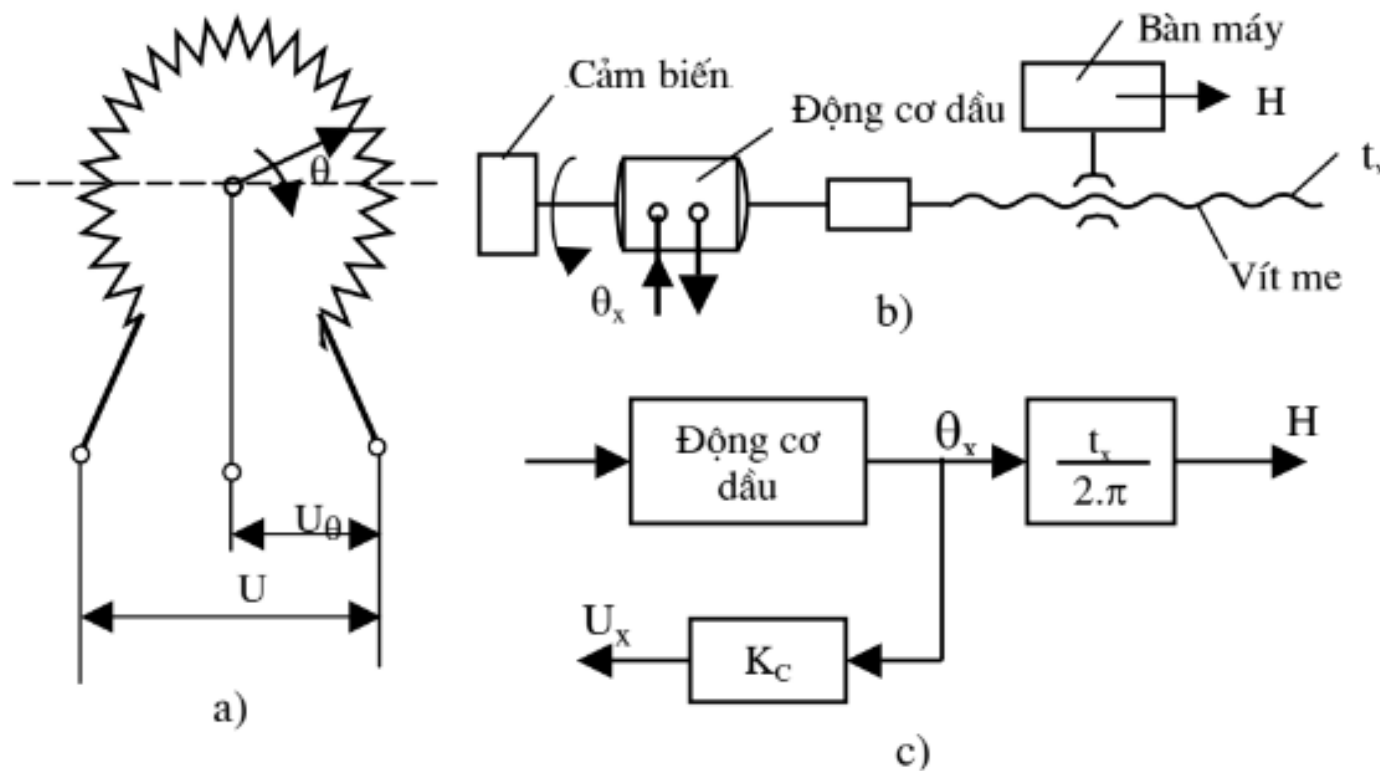 θ
U_θ
U
a)
Cảm biến
Động cơ dầu
Bàn máy
H
t_x
θ_x
Vít me
b)
Động cơ
dầu
θ_x
t_x
2.π
H
U_x
K_C
c)